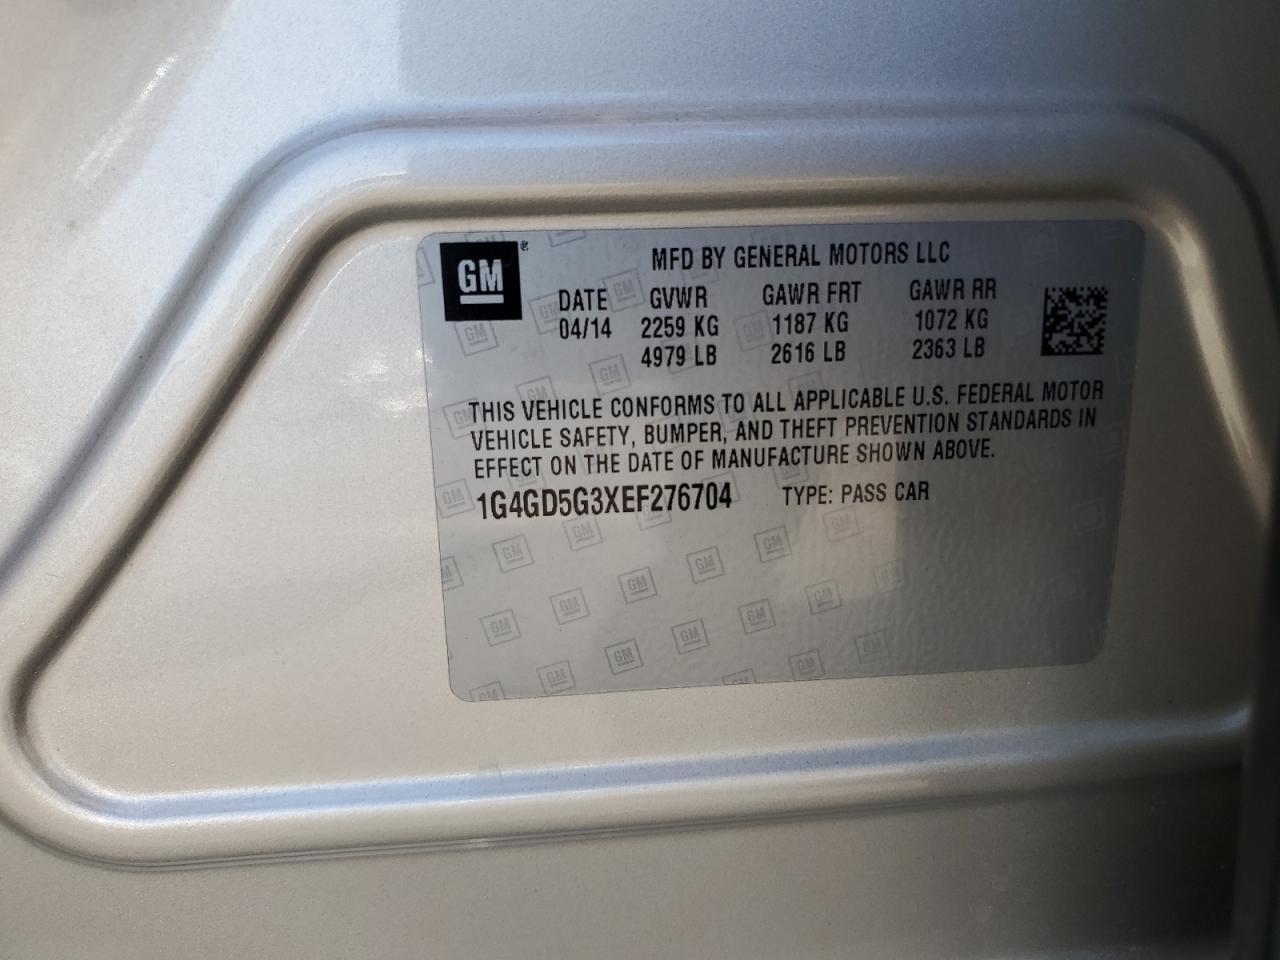 GM®
MFD BY GENERAL MOTORS LLC
DATE GVWR GAWR FRT GAWR RR
04/14 2259 KG 1187 KG 1072 KG
4979 LB 2616 LB 2363 LB
THIS VEHICLE CONFORMS TO ALL APPLICABLE U.S. FEDERAL MOTOR
VEHICLE SAFETY, BUMPER, AND THEFT PREVENTION STANDARDS IN
EFFECT ON THE DATE OF MANUFACTURE SHOWN ABOVE.
1G4GD5G3XEF276704 TYPE: PASS CAR